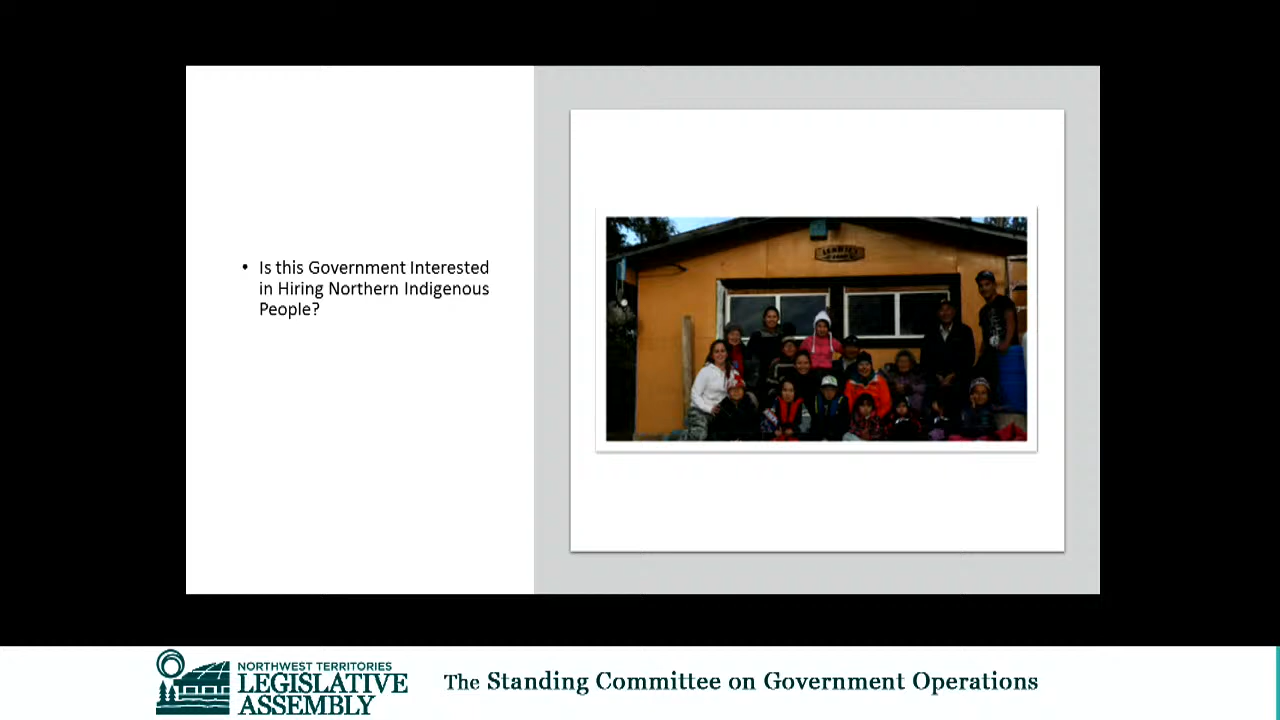 • Is this Government Interested
in Hiring Northern Indigenous
People?
NORTHWEST TERRITORIES
LEGISLATIVE
ASSEMBLY
The Standing Committee on Government Operations